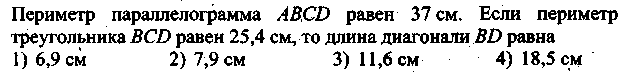 Периметр параллелограмма ABCD равен 37 см. Если периметр
треугольника BCD равен 25,4 см, то длина диагонали BD равна
1) 6,9 см 2) 7,9 см 3) 11,6 см 4) 18,5 см